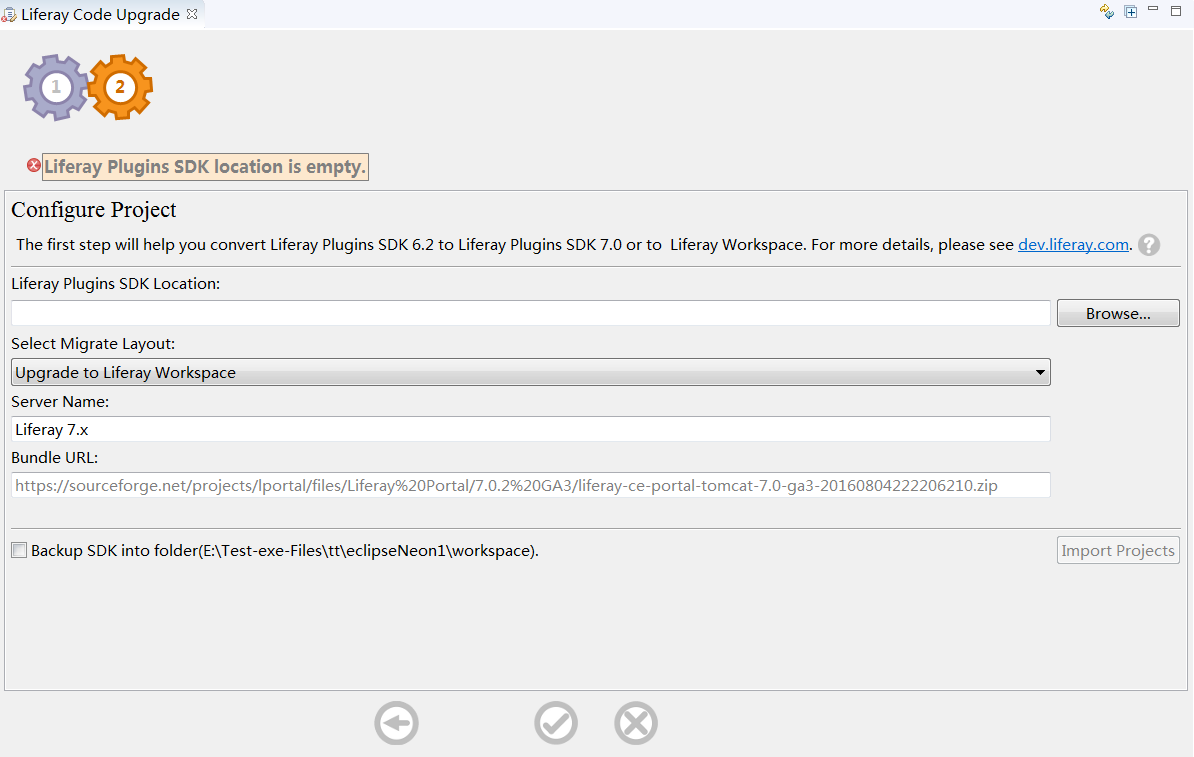 Liferay Code Upgrade
1
2
Liferay Plugins SDK location is empty.
Configure Project
The first step will help you convert Liferay Plugins SDK 6.2 to Liferay Plugins SDK 7.0 or to  Liferay Workspace. For more details, please see dev.liferay.com. ?
Liferay Plugins SDK Location:
Browse...
Select Migrate Layout:
Upgrade to Liferay Workspace
Server Name:
Liferay 7.x
Bundle URL:
https://sourceforge.net/projects/lportal/files/Liferay%20Portal/7.0.2%20GA3/liferay-ce-portal-tomcat-7.0-ga3-20160804222206210.zip
Backup SDK into folder(E:\Test-exe-Files\tt\eclipseNeon1\workspace).
Import Projects